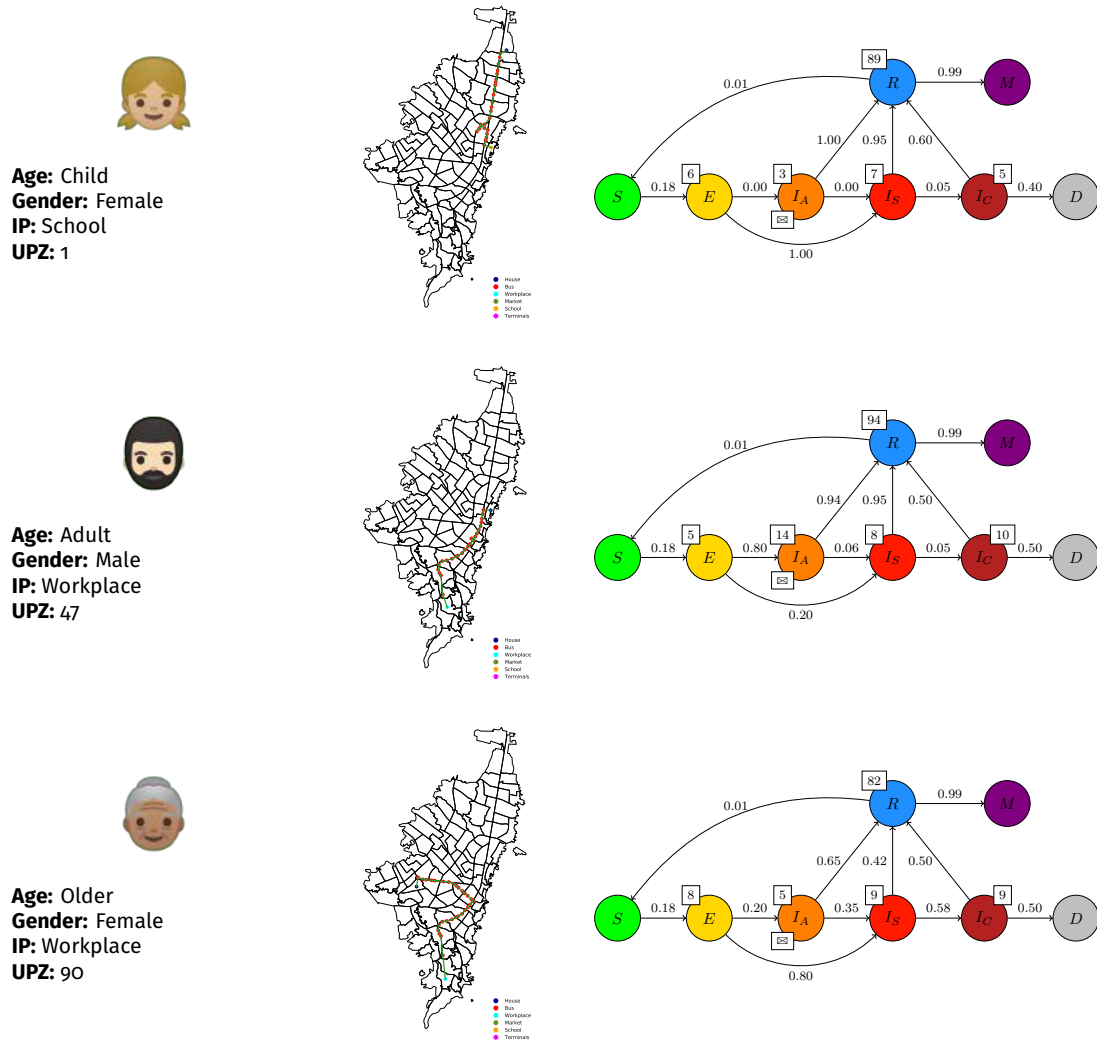 Age: Child
Gender: Female
IP: School
UPZ: 1
House
Bus
Workplace
Market
School
Terminals
89
R
0.99
M
0.01
1.00
0.95
0.60
6
3
7
5
S
0.18
E
0.00
I_A
0.00
I_S
0.05
I_C
0.40
D
1.00
Age: Adult
Gender: Male
IP: Workplace
UPZ: 47
House
Bus
Workplace
Market
School
Terminals
94
R
0.99
M
0.01
0.94
0.95
0.50
5
14
8
10
S
0.18
E
0.80
I_A
0.06
I_S
0.05
I_C
0.50
D
0.20
Age: Older
Gender: Female
IP: Workplace
UPZ: 90
House
Bus
Workplace
Market
School
Terminals
82
R
0.99
M
0.01
0.65
0.42
0.50
8
5
9
9
S
0.18
E
0.20
I_A
0.35
I_S
0.58
I_C
0.50
D
0.80